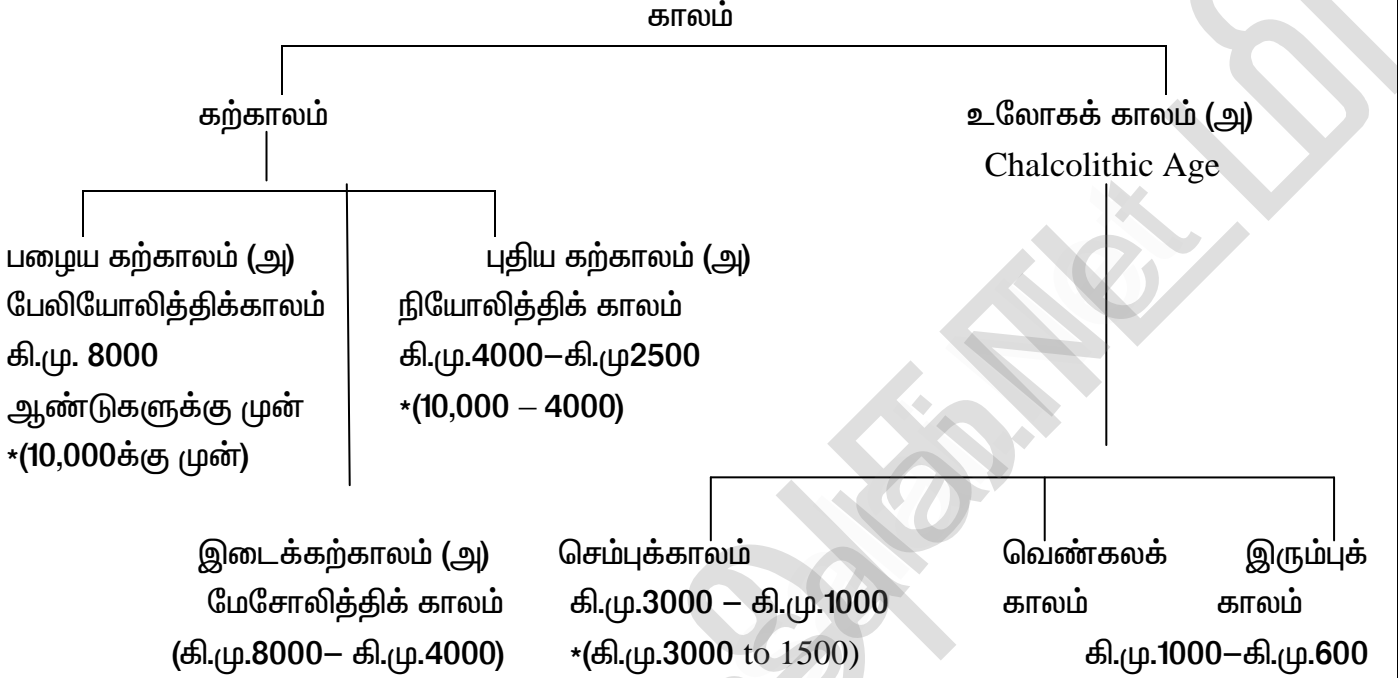 காலம்
கற்காலம்
உலோகக் காலம் (அ)
Chalcolithic Age
பழைய கற்காலம் (அ)
பேலியோலித்திக்காலம்
கி.மு. 8000
ஆண்டுகளுக்கு முன்
*(10,000க்கு முன்)
புதிய கற்காலம் (அ)
நியோலித்திக் காலம்
கி.மு.4000–கி.மு2500
*(10,000 – 4000)
இடைக்கற்காலம் (அ)
மேசோலித்திக் காலம்
(கி.மு.8000– கி.மு.4000)
செம்புக்காலம்
கி.மு.3000 – கி.மு.1000
*(கி.மு.3000 to 1500)
வெண்கலக்
காலம்
இரும்புக்
காலம்
கி.மு.1000–கி.மு.600